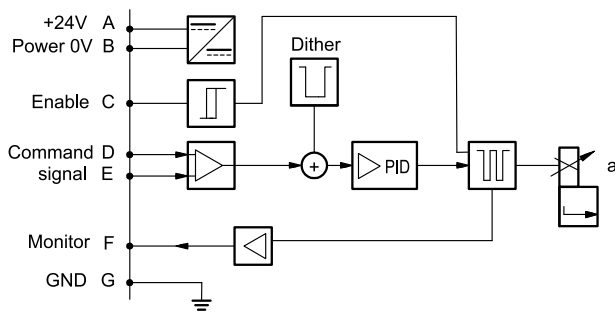 +24V A
Power 0V B
Dither
Enable C
Command D
signal E
+
PID
a
Monitor F
GND G